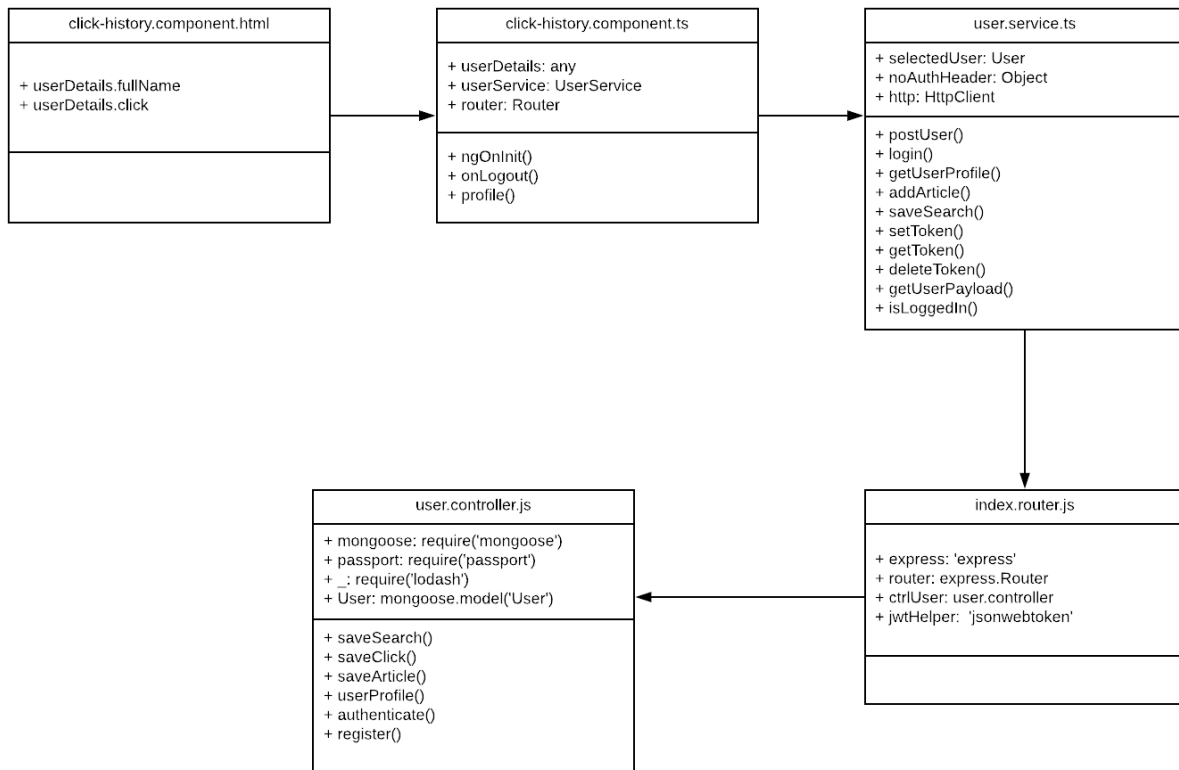 click-history.component.html
+ userDetails.fullName
+ userDetails.click
click-history.component.ts
+ userDetails: any
+ userService: UserService
+ router: Router
+ ngOnInit()
+ onLogout()
+ profile()
user.service.ts
+ selectedUser: User
+ noAuthHeader: Object
+ http: HttpClient
+ postUser()
+ login()
+ getUserProfile()
+ addArticle()
+ saveSearch()
+ setToken()
+ getToken()
+ deleteToken()
+ getUserPayload()
+ isLoggedIn()
user.controller.js
+ mongoose: require('mongoose')
+ passport: require('passport')
+ _: require('lodash')
+ User: mongoose.model('User')
+ saveSearch()
+ saveClick()
+ saveArticle()
+ userProfile()
+ authenticate()
+ register()
index.router.js
+ express: 'express'
+ router: express.Router
+ ctrlUser: user.controller
+ jwtHelper:  'jsonwebtoken'